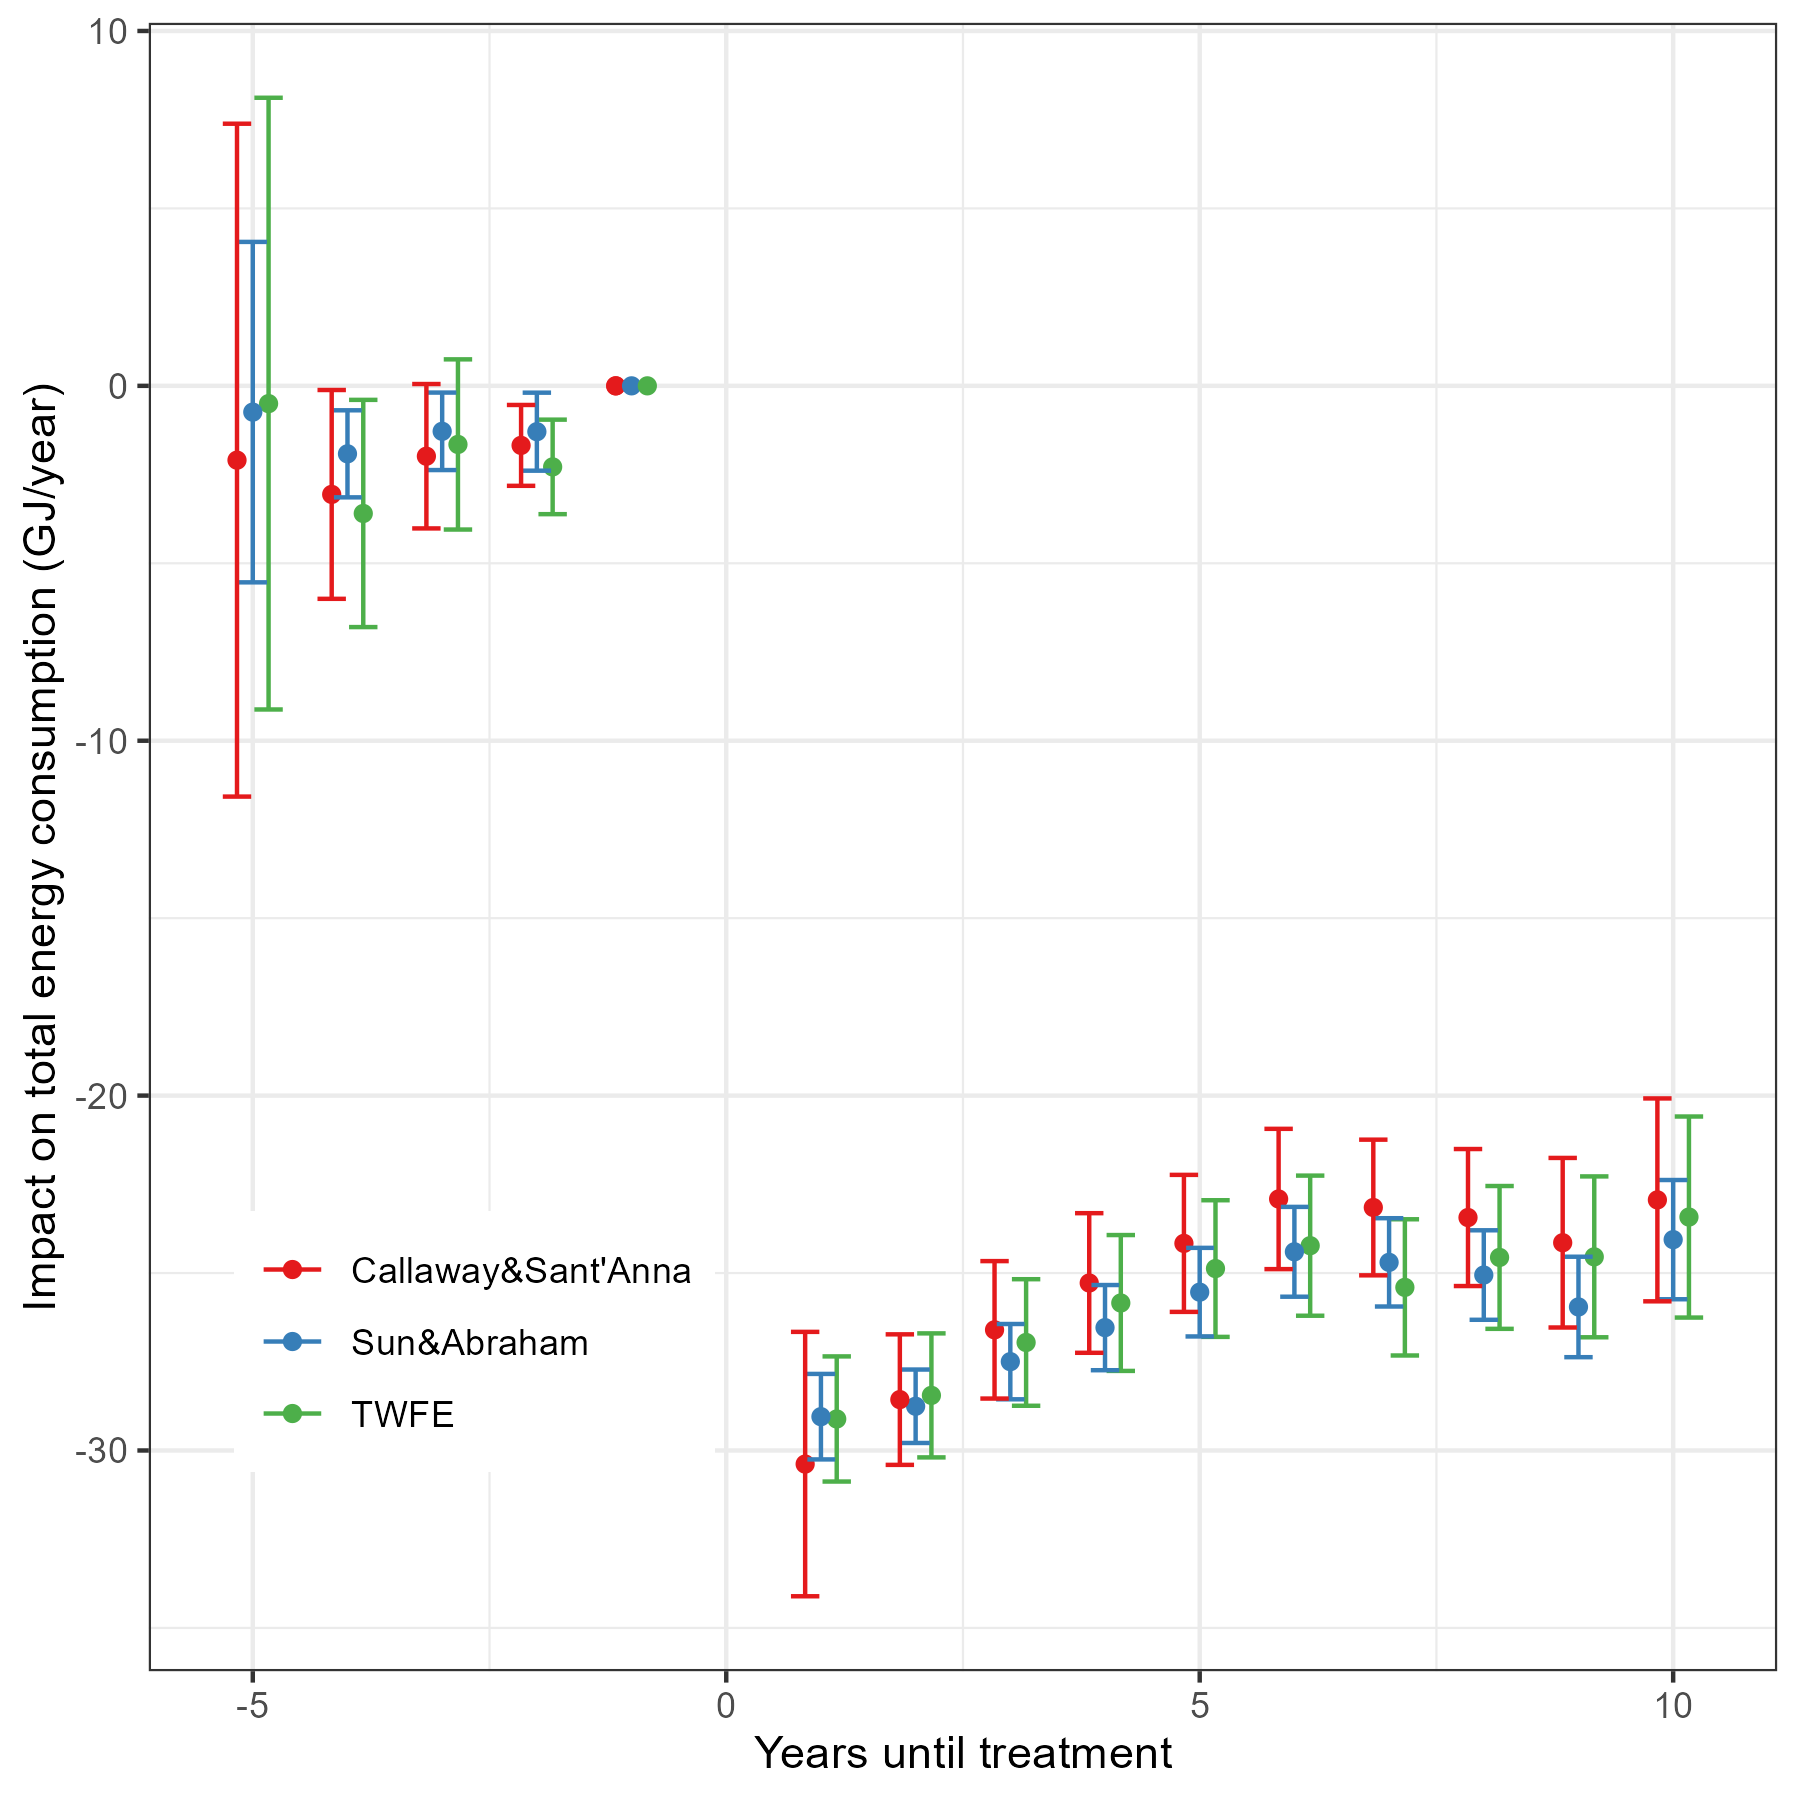 Impact on total energy consumption (GJ/year)
10
0
-10
-20
-30
Callaway&Sant'Anna
Sun&Abraham
TWFE
-5
0
5
10
Years until treatment